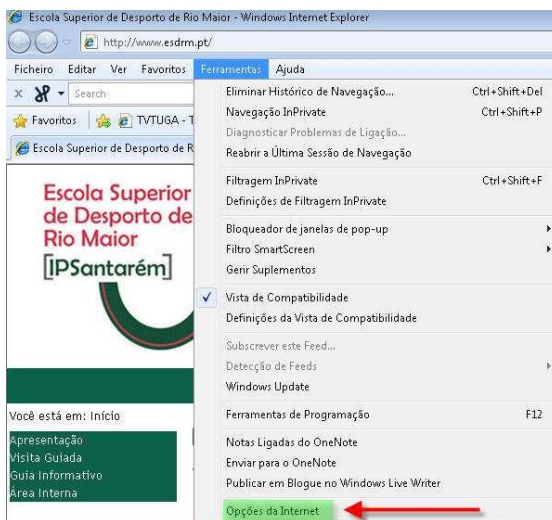 Escola Superior de Desporto de Rio Maior - Windows Internet Explorer
http://www.esdrm.pt/
Ficheiro Editar Ver Favoritos Ferramentas Ajuda
x Search
Favoritos TVTUGA - T
Escola Superior de Desporto de R
Eliminar Histórico de Navegação... Ctrl+Shift+Del
Navegação InPrivate Ctrl+Shift+P
Diagnosticar Problemas de Ligação...
Reabrir a Última Sessão de Navegação
Filtragem InPrivate Ctrl+Shift+F
Definições de Filtragem InPrivate
Bloqueador de janelas de pop-up
Filtro SmartScreen
Gerir Suplementos
Vista de Compatibilidade
Definições da Vista de Compatibilidade
Subscrever este Feed...
Detecção de Feeds
Windows Update
Ferramentas de Programação F12
Notas Ligadas do OneNote
Enviar para o OneNote
Publicar em Blogue no Windows Live Writer
Opções da Internet
Escola Superior
de Desporto de
Rio Maior
[IPSantarém]
Você está em: Início
Apresentação
Visita Guiada
Guia Informativo
Área Interna